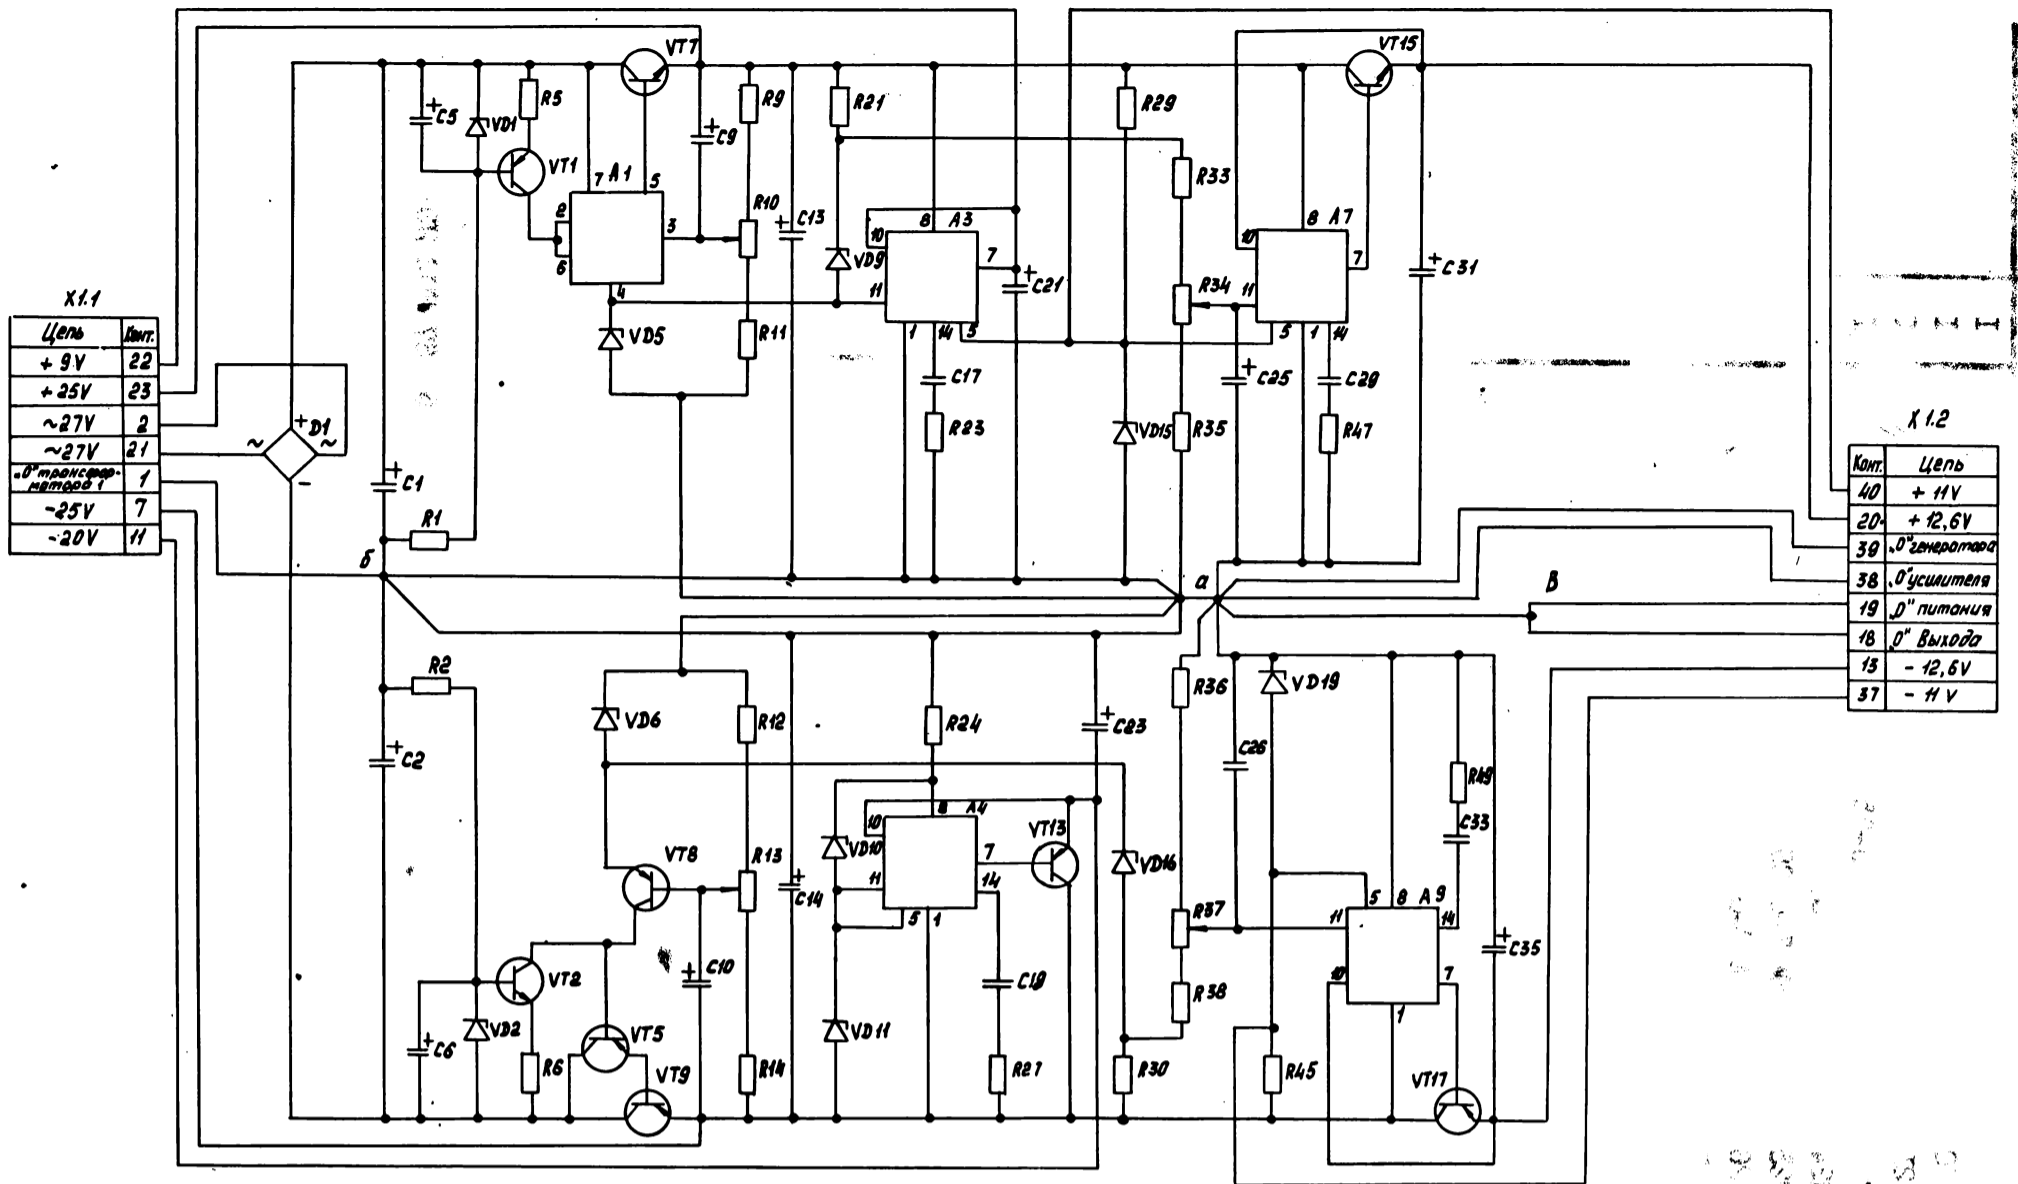 X1.1
Цепь Конт.
+ 9V 22
+ 25V 23
~27V 2
~27V 21
„0" трансфор-
матора 1 1
-25V 7
-20V 11
VT7
VT15
C5
VD1
R5
VT1
A1
7
5
2
6
3
4
C9
R9
R10
R11
VD5
C13
R21
VD9
8 A3
10
11
7
1
14
5
C21
C17
R23
R29
VD15
R33
R34
R35
8 A7
10
11
7
5
1
14
C25
C29
R47
C31
~ + D1 ~
-
C1
R1
б
а
В
X1.2
Конт. Цепь
40 + 11V
20 + 12,6V
39 „0" генератора
38 „0" усилителя
19 „0" питания
18 „0" Выхода
13 - 12,6V
37 - 11V
R2
C2
VD6
R12
VT8
R13
C14
VT2
C10
VD2
C6
R6
VT5
VT9
R14
R24
C23
8 A4
10
11
7
14
5
1
VD10
VD11
VT13
C19
R27
VD16
R30
R36
R37
R38
C26
VD19
R45
R49
C33
5 8 A9
11
14
10
7
1
C35
VT17